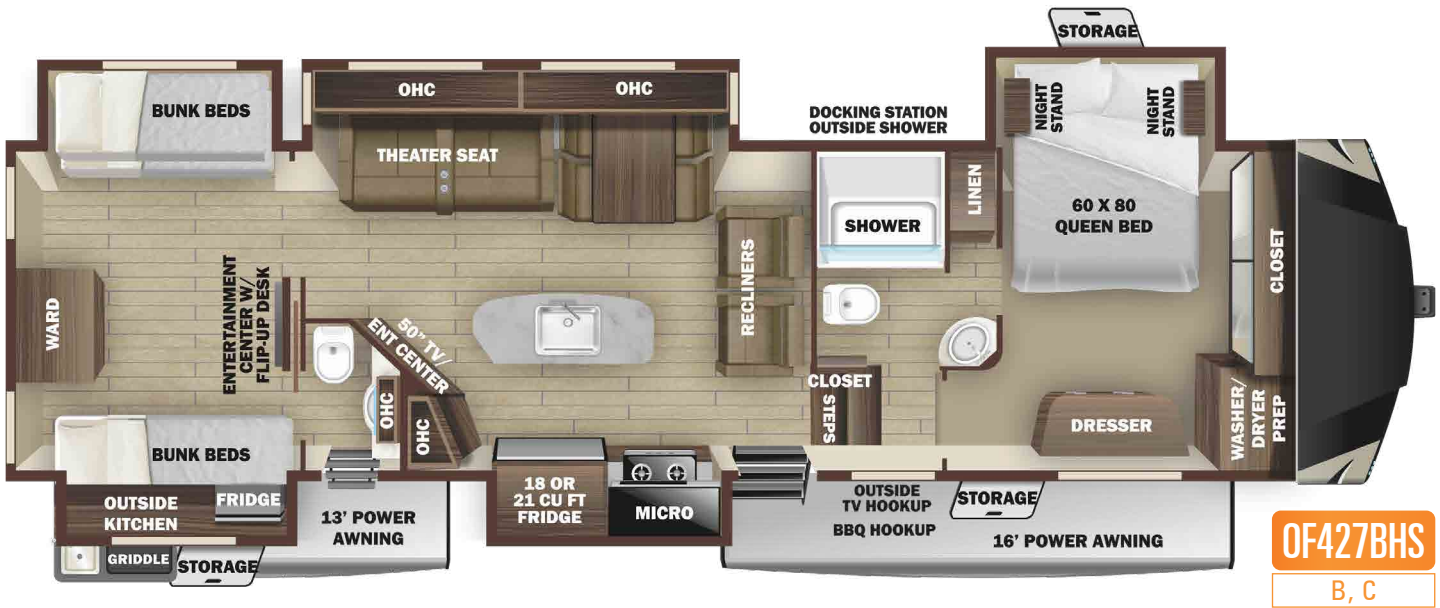 STORAGE
BUNK BEDS
OHC
OHC
THEATER SEAT
DOCKING STATION
OUTSIDE SHOWER
NIGHT
STAND
NIGHT
STAND
60 X 80
QUEEN BED
LINEN
SHOWER
CLOSET
RECLINERS
WARD
ENTERTAINMENT
CENTER W/
FLIP-UP DESK
50" TV/
ENT CENTER
OHC
OHC
CLOSET
STEPS
DRESSER
WASHER/
DRYER
PREP
BUNK BEDS
OUTSIDE
KITCHEN
FRIDGE
GRIDDLE
STORAGE
13' POWER
AWNING
18 OR
21 CU FT
FRIDGE
MICRO
OUTSIDE
TV HOOKUP
BBQ HOOKUP
STORAGE
16' POWER AWNING
OF427BHS
B, C